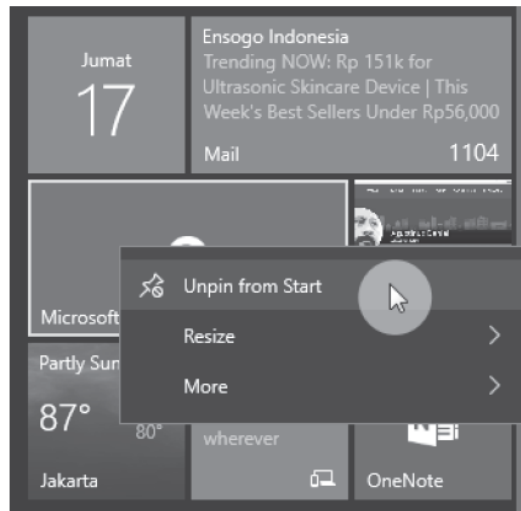 Jumat
17
Ensogo Indonesia
Trending NOW: Rp 151k for
Ultrasonic Skincare Device | This
Week's Best Sellers Under Rp56,000
Mail
1104
Microsoft
Unpin from Start
Resize
More
Partly Sun
87°
80°
Jakarta
wherever
OneNote